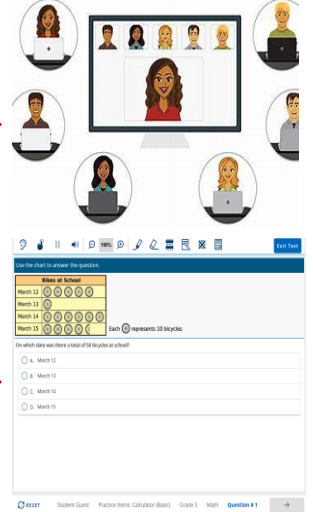 100%
Exit Test
Use the chart to answer the question.
Bikes at School
March 12
March 13
March 14
March 15
Each represents 10 bicycles
On which date was there a total of 50 bicycles at school?
A. March 12
B. March 13
C. March 14
D. March 15
RESET Student: Guest Practice Items: Calculator (Basic) Grade 5 Math Question # 1